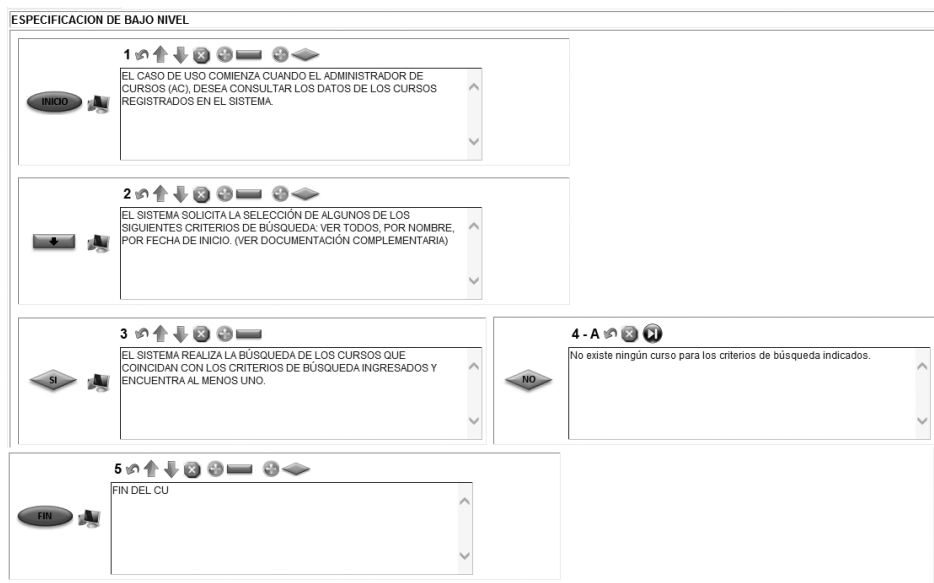 ESPECIFICACION DE BAJO NIVEL
1
INICIO
EL CASO DE USO COMIENZA CUANDO EL ADMINISTRADOR DE
CURSOS (AC), DESEA CONSULTAR LOS DATOS DE LOS CURSOS
REGISTRADOS EN EL SISTEMA.
2
EL SISTEMA SOLICITA LA SELECCIÓN DE ALGUNOS DE LOS
SIGUIENTES CRITERIOS DE BÚSQUEDA: VER TODOS, POR NOMBRE,
POR FECHA DE INICIO. (VER DOCUMENTACIÓN COMPLEMENTARIA)
3
SI
EL SISTEMA REALIZA LA BÚSQUEDA DE LOS CURSOS QUE
COINCIDAN CON LOS CRITERIOS DE BÚSQUEDA INGRESADOS Y
ENCUENTRA AL MENOS UNO.
4 - A
NO
No existe ningún curso para los criterios de búsqueda indicados.
5
FIN
FIN DEL CU